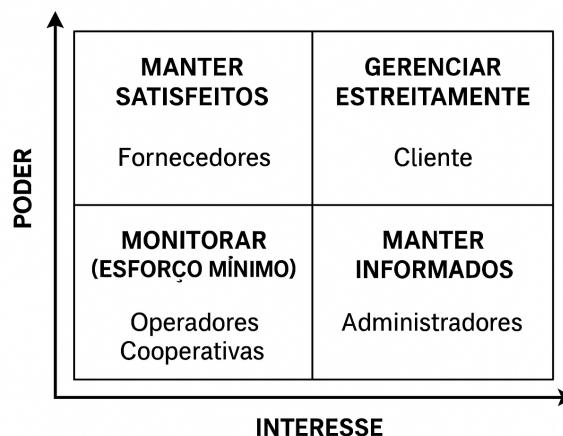 MANTER
SATISFEITOS
Fornecedores
GERENCIAR
ESTREITAMENTE
Cliente
PODER
MONITORAR
(ESFORÇO MÍNIMO)
Operadores
Cooperativas
MANTER
INFORMADOS
Administradores
INTERESSE